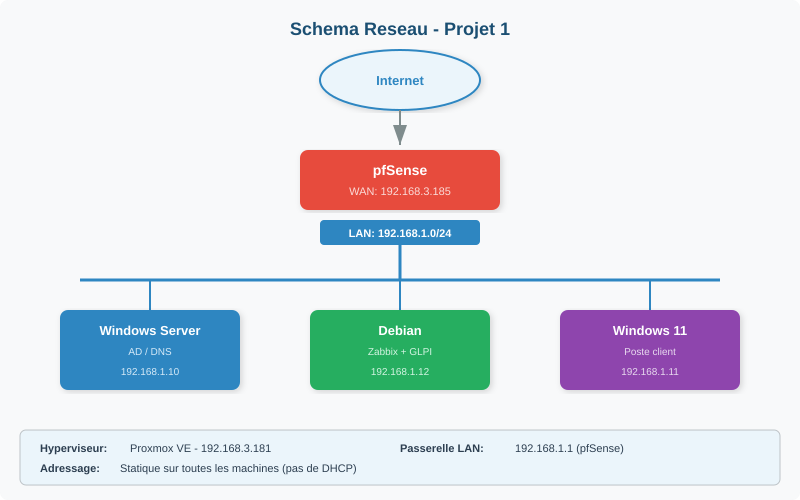 Schema Reseau - Projet 1
Internet
pfSense
WAN: 192.168.3.185
LAN: 192.168.1.0/24
Windows Server
AD / DNS
192.168.1.10
Debian
Zabbix + GLPI
192.168.1.12
Windows 11
Poste client
192.168.1.11
Hyperviseur: Proxmox VE - 192.168.3.181
Passerelle LAN: 192.168.1.1 (pfSense)
Adressage: Statique sur toutes les machines (pas de DHCP)